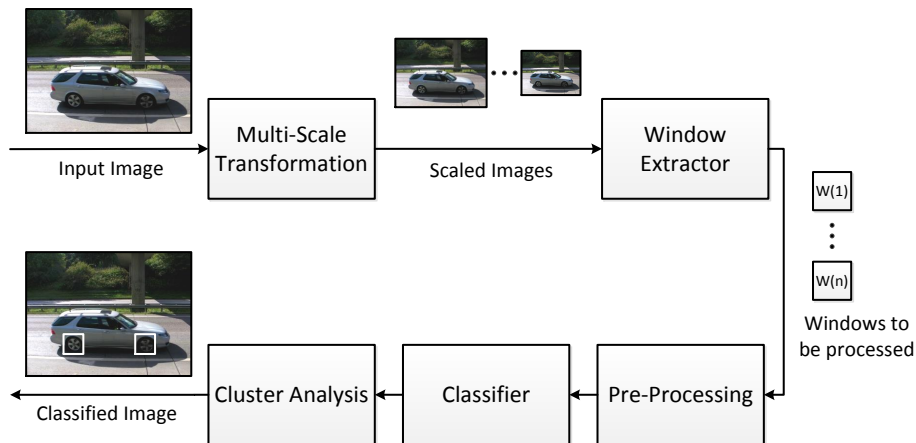 Input Image
Multi-Scale
Transformation
Scaled Images
Window
Extractor
W(1)
W(n)
Windows to
be processed
Pre-Processing
Classifier
Cluster Analysis
Classified Image